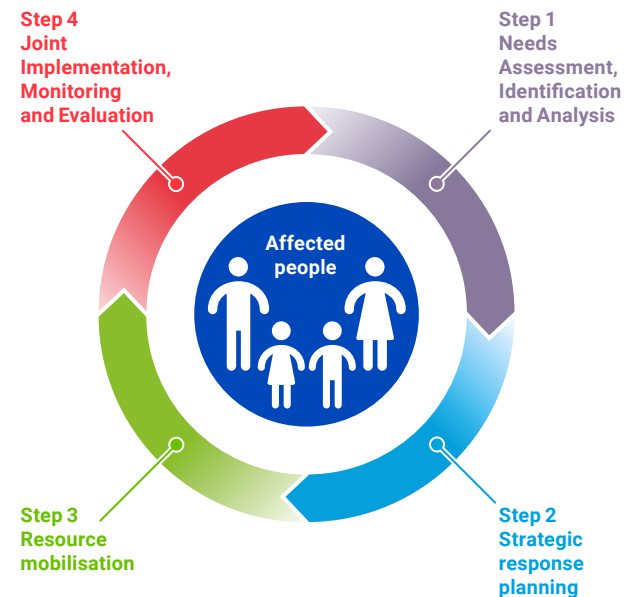 Step 4
Joint
Implementation,
Monitoring
and Evaluation
Step 1
Needs
Assessment,
Identification
and Analysis
Affected
people
Step 3
Resource
mobilisation
Step 2
Strategic
response
planning